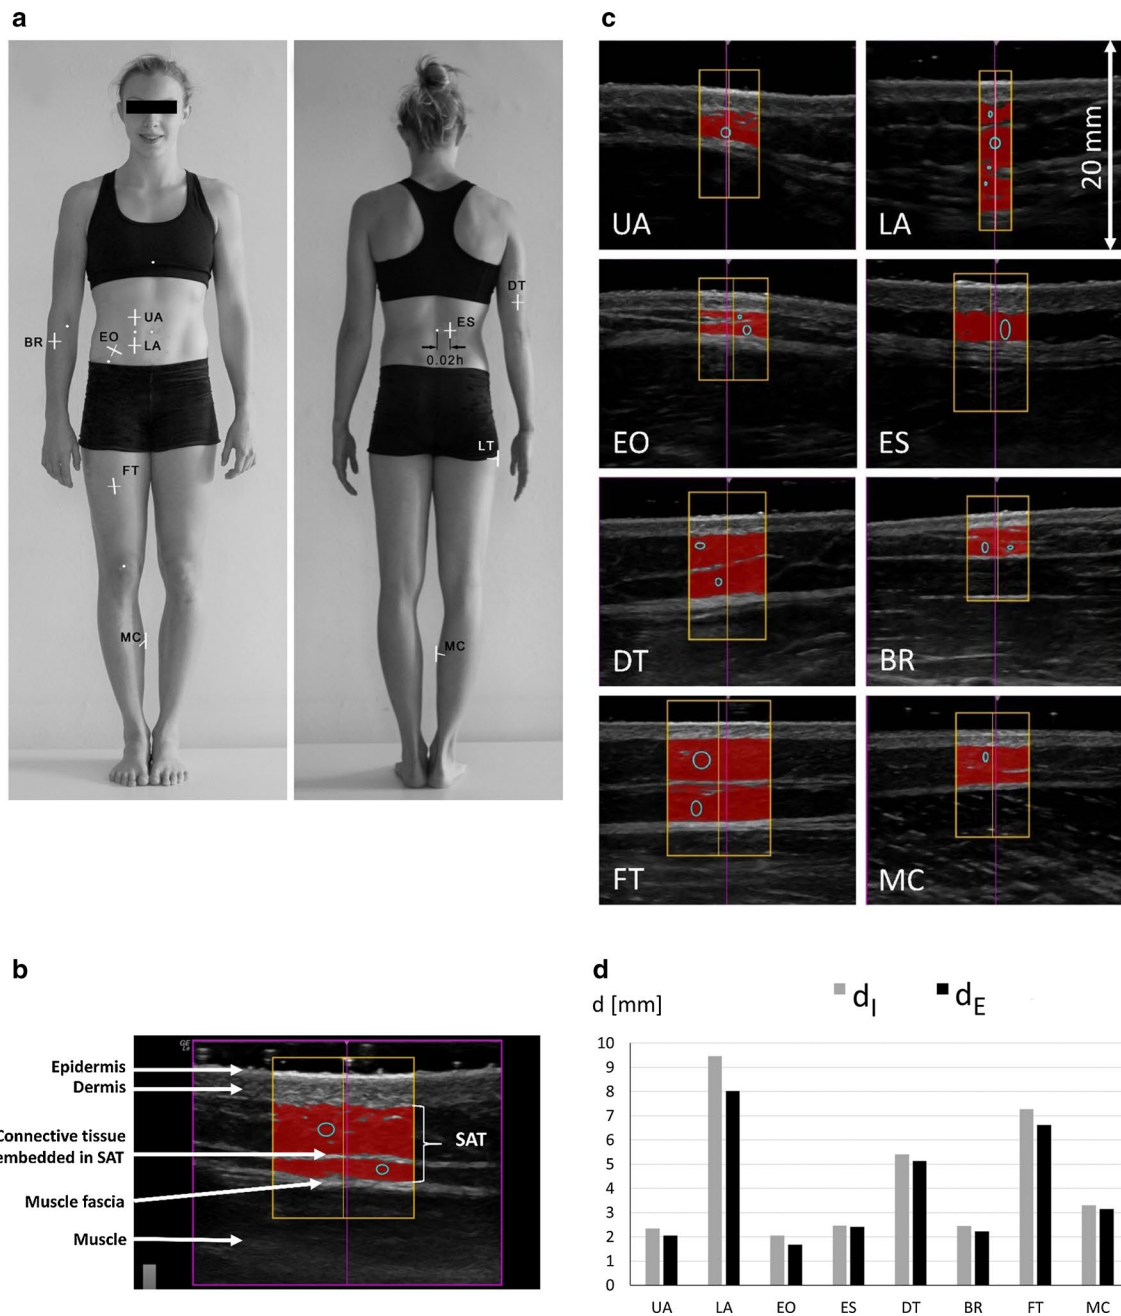 a
UA
EO
LA
BR
FT
MC
DT
ES
0.02h
LT
MC
c
UA
LA
20 mm
EO
ES
DT
BR
FT
MC
b
Epidermis
Dermis
Connective tissue
embedded in SAT
Muscle fascia
Muscle
SAT
GE
d
d [mm]
dI
dE
10
9
8
7
6
5
4
3
2
1
0
UA LA EO ES DT BR FT MC